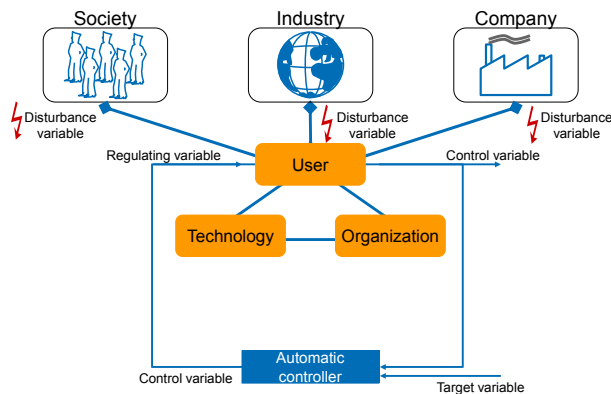 Society
Industry
Company
Disturbance
variable
Disturbance
variable
Disturbance
variable
Regulating variable
User
Control variable
Technology
Organization
Automatic
controller
Control variable
Target variable